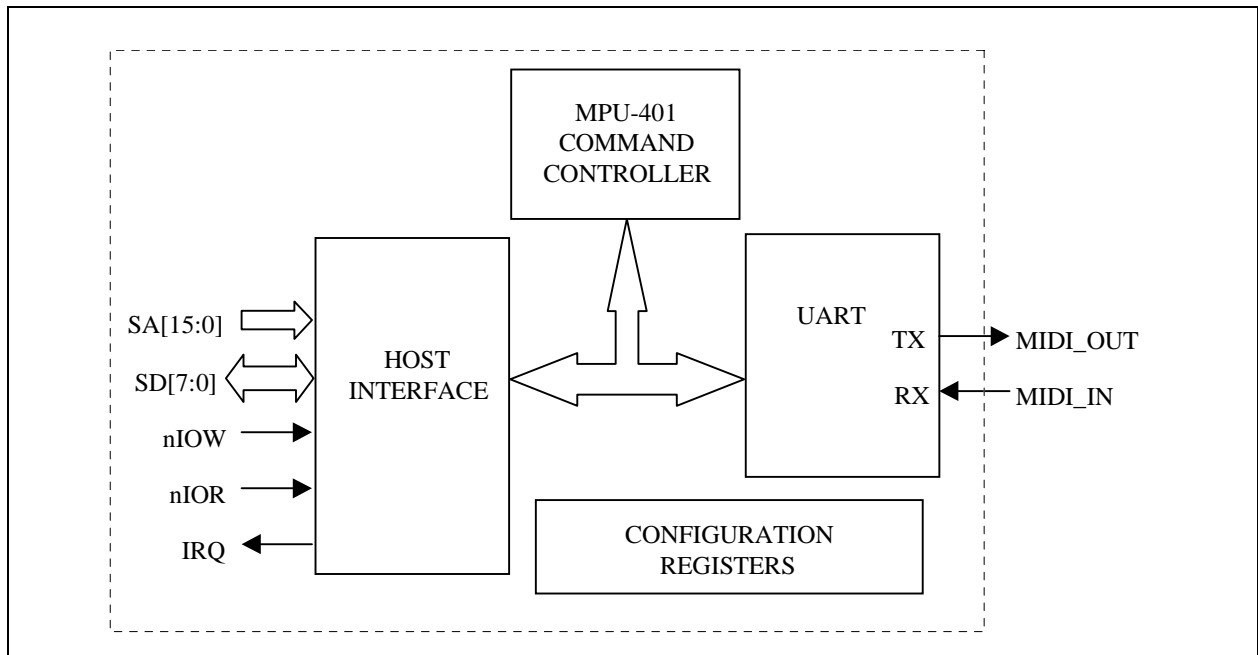 MPU-401
COMMAND
CONTROLLER
SA[15:0]
SD[7:0]
nIOW
nIOR
IRQ
HOST
INTERFACE
UART
TX
RX
MIDI_OUT
MIDI_IN
CONFIGURATION
REGISTERS